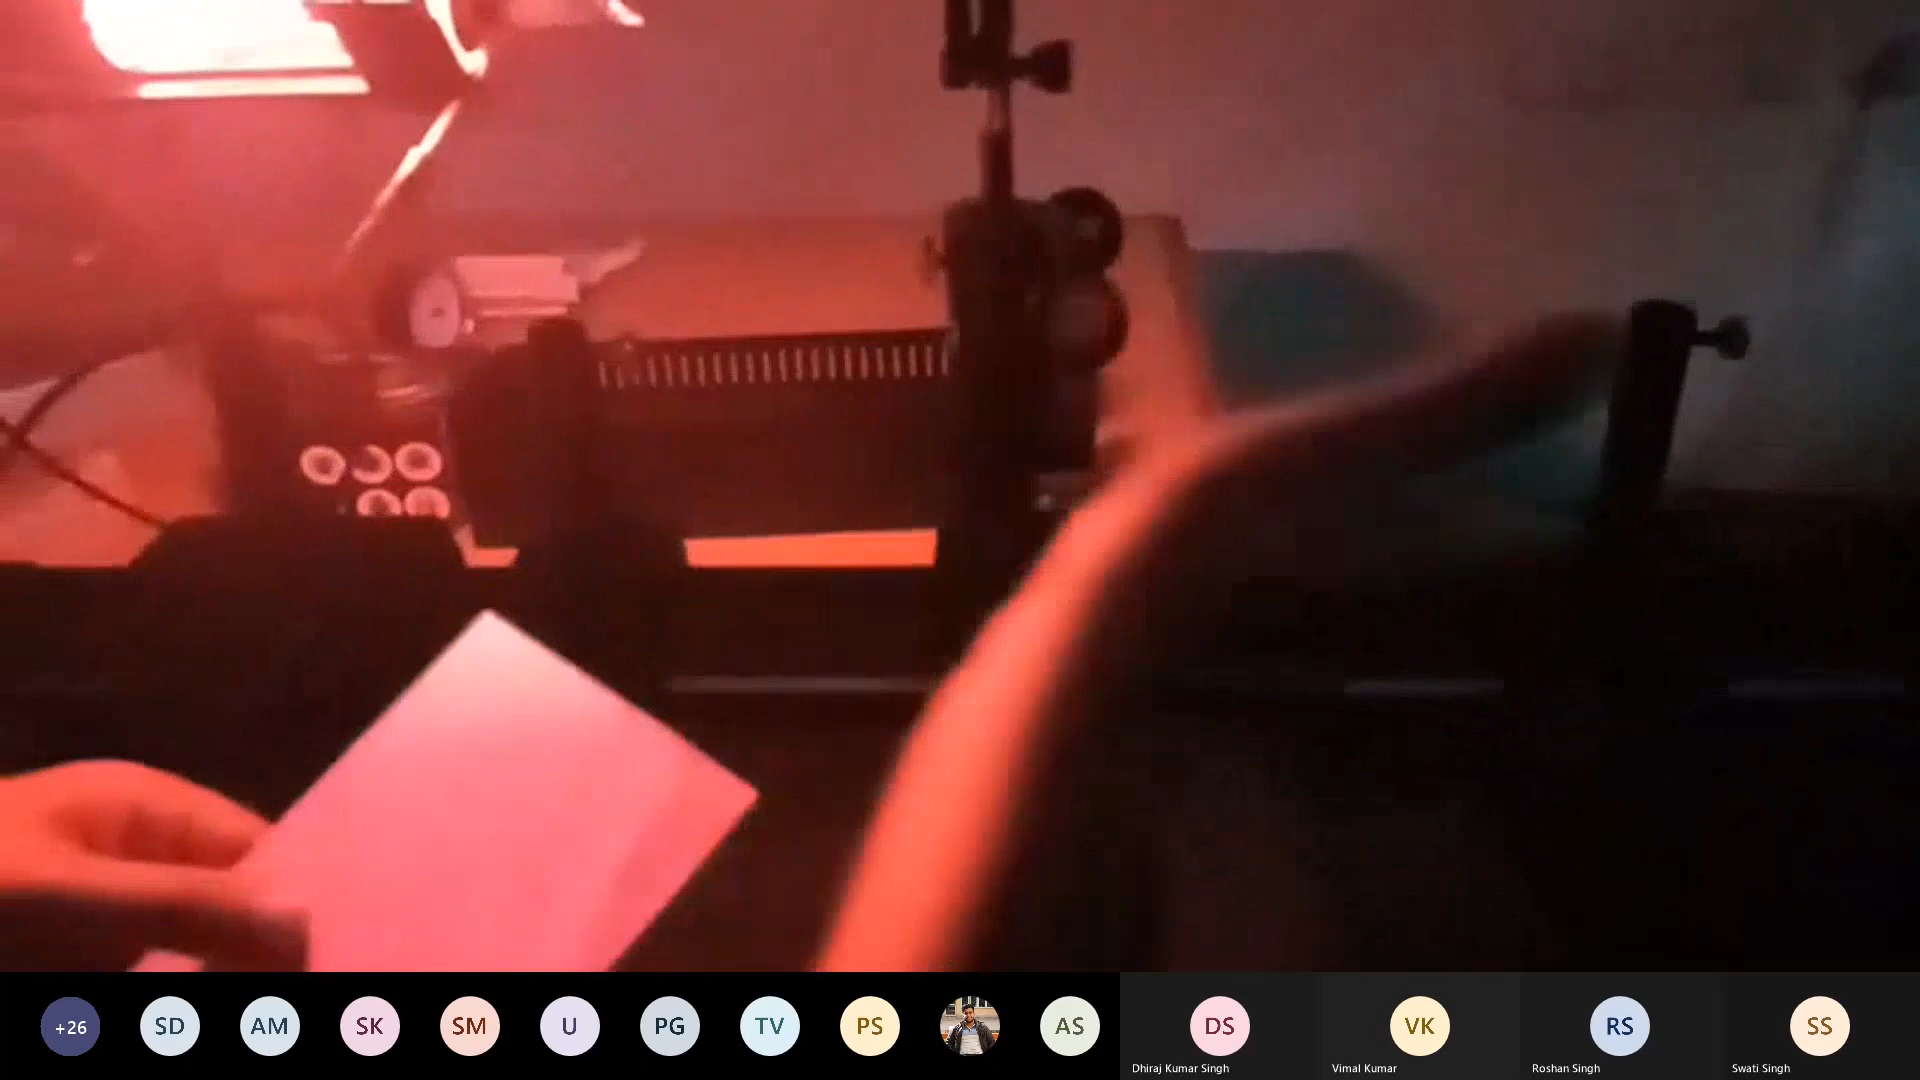 +26
SD
AM
SK
SM
U
PG
TV
PS
AS
DS
VK
RS
SS
Dhiraj Kumar Singh
Vimal Kumar
Roshan Singh
Swati Singh